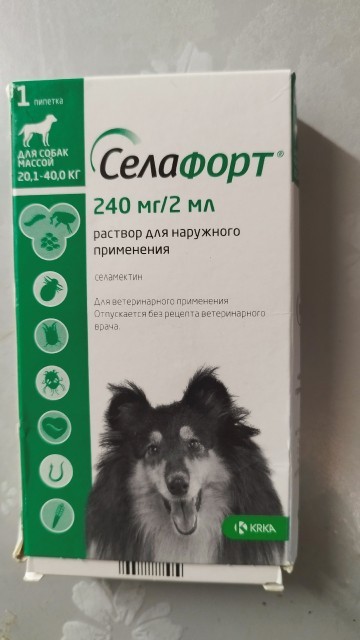 1 пипетка
ДЛЯ СОБАК
МАССОЙ
20,1-40,0 КГ
СелаФорт®
240 мг/2 мл
раствор для наружного
применения
селамектин
Для ветеринарного применения
Отпускается без рецепта ветеринарного
врача.
KRKA